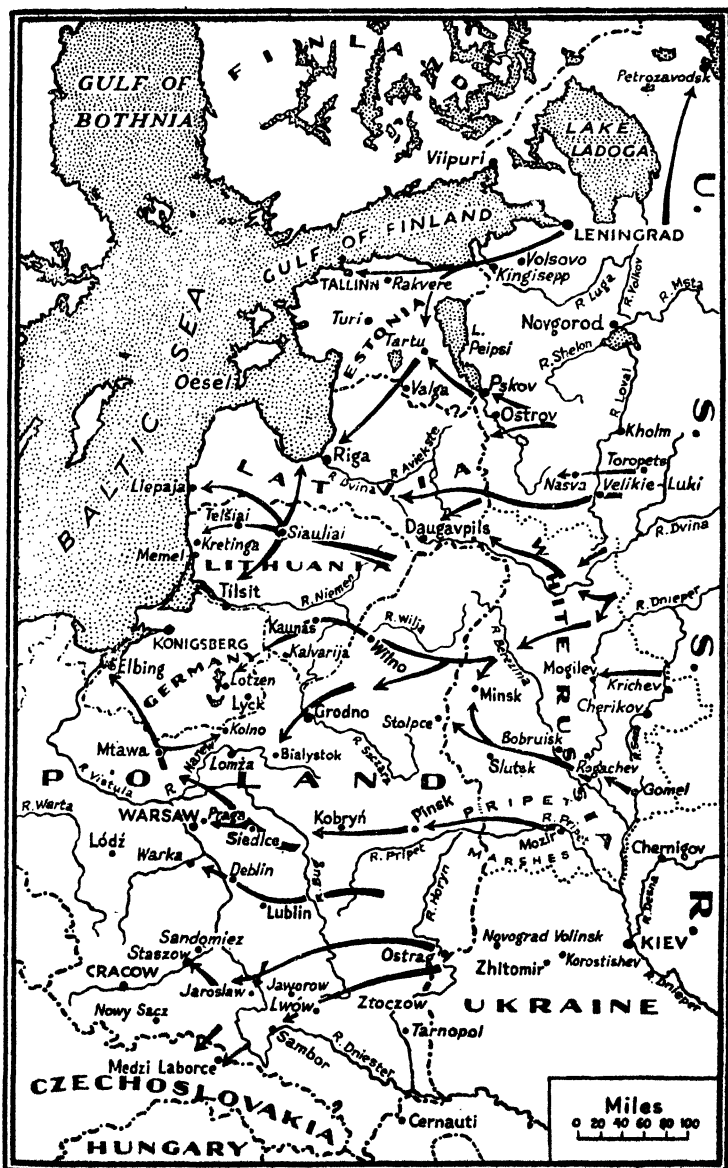 FINLAND
GULF OF
BOTHNIA
Petrozavodsk
LAKE
LADOGA
Viipuri
U. S. S. R.
GULF OF FINLAND
LENINGRAD
Volsovo
Kingisepp
TALLINN
Rakvere
R. Luga
R. Volkov
R. Msta
Turi
ESTONIA
Novgorod
L. Peipsi
Tartu
R. Shelon
BALTIC SEA
Oesel
Valga
Pskov
?
Ostrov
R. Lovat
Kholm
Riga
R. Aviekste
Toropets
LATVIA
R. Dvina
Nasva
Velikie-Luki
Llepaja
Telšiai
Siauliai
Daugavpils
R. Dvina
Memel
Kretinga
LITHUANIA
WHITE RUSSIA
Tilsit
R. Niemen
R. Dnieper
Kaunas
R. Wilja
KONIGSBERG
Kalvarija
Wilno
R. Berezina
Elbing
GERMANY
Lotzen
Mogilev
Krichev
Lyck
Minsk
Grodno
Stolpce
Cherikov
Kolno
Mtawa
R. Narew
Lomża
Bialystok
R. Szczara
Bobruisk
Slutsk
Rogachev
R. Sozh
POLAND
R. Vistula
Gomel
R. Warta
WARSAW
Praga
Siedlce
Kobryń
Pinsk
PRIPET
MARSHES
R. Pripet
Mozir
Łódź
Warka
Deblin
R. Bug
R. Pripet
Chernigov
R. Horyn
R. Desna
Lublin
Sandomiez
Staszow
Ostrag
Novograd Volinsk
KIEV
Zhitomir
Korostishev
CRACOW
Jaroslaw
Jaworow
Lwów
Ztoczow
UKRAINE
R. Dnieper
Nowy Sacz
Sambor
Tarnopol
R. Dniester
Medzi Laborce
CZECHOSLOVAKIA
Cernauti
HUNGARY
Miles
0 20 40 60 80 100